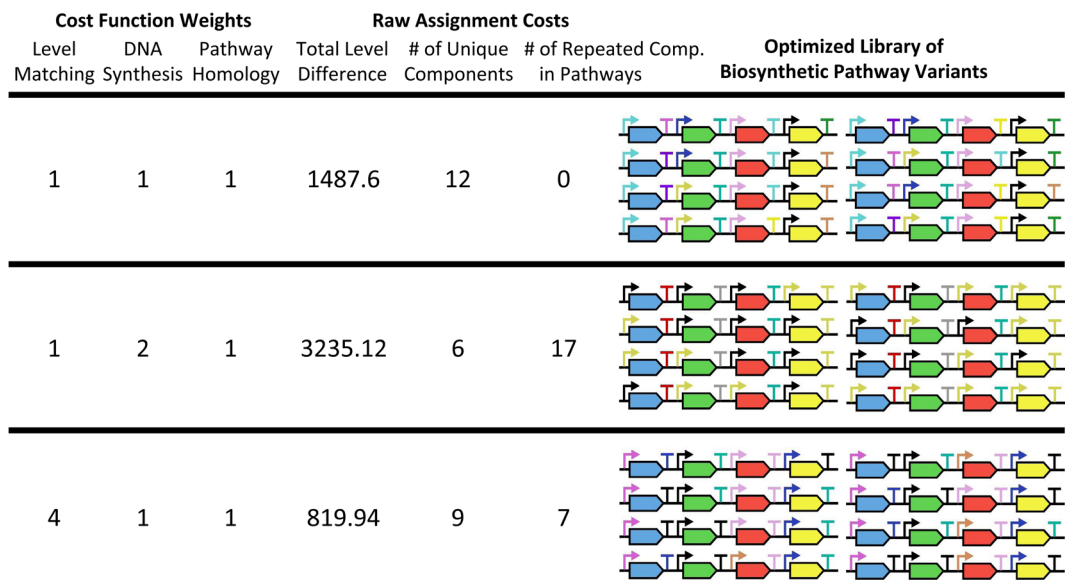 Cost Function Weights
Raw Assignment Costs
Level Matching
DNA Synthesis
Pathway Homology
Total Level Difference
# of Unique Components
# of Repeated Comp. in Pathways
Optimized Library of
Biosynthetic Pathway Variants
1 1 1 1487.6 12 0
1 2 1 3235.12 6 17
4 1 1 819.94 9 7